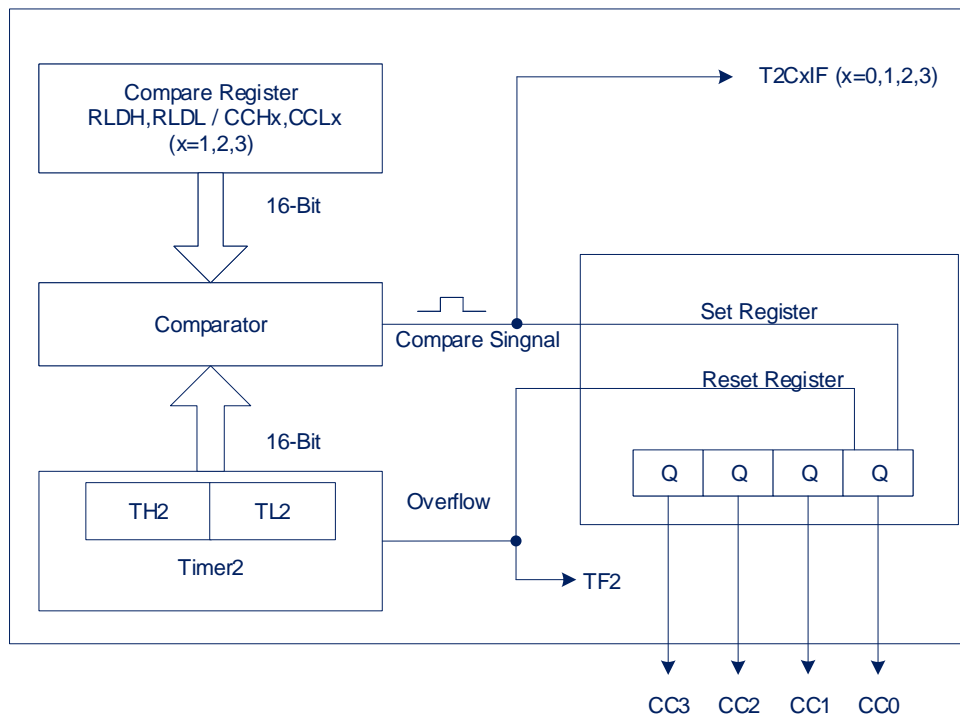 Compare Register
RLDH,RLDL / CCHx,CCLx
(x=1,2,3)
T2CxIF (x=0,1,2,3)
16-Bit
Comparator
Compare Singnal
Set Register
Reset Register
16-Bit
TH2 TL2
Timer2
Overflow
TF2
Q Q Q Q
CC3 CC2 CC1 CC0